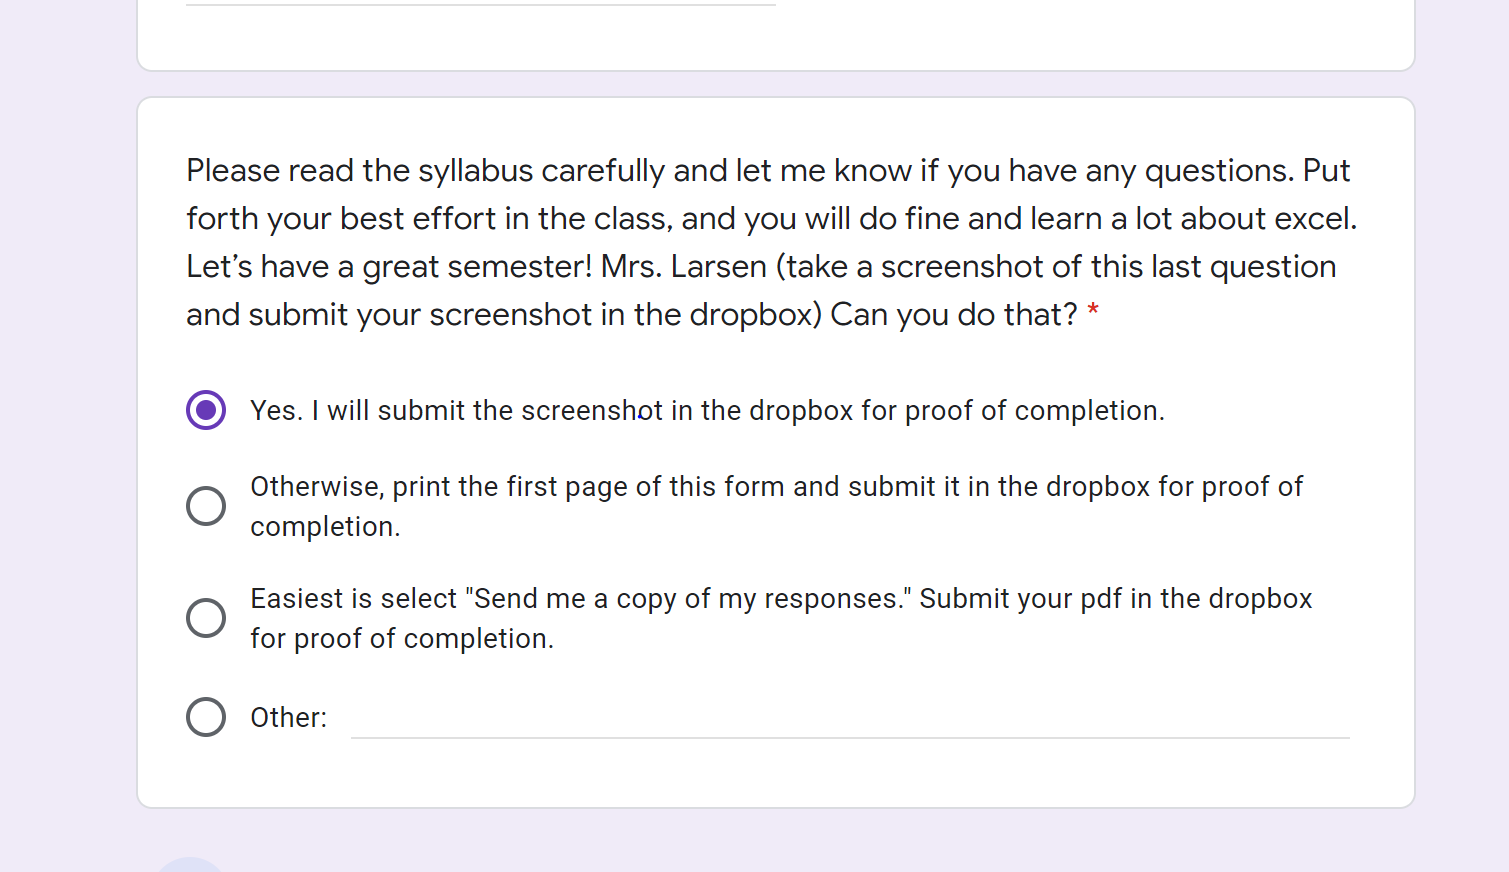 Please read the syllabus carefully and let me know if you have any questions. Put
forth your best effort in the class, and you will do fine and learn a lot about excel.
Let’s have a great semester! Mrs. Larsen (take a screenshot of this last question
and submit your screenshot in the dropbox) Can you do that? *
Yes. I will submit the screenshot in the dropbox for proof of completion.
Otherwise, print the first page of this form and submit it in the dropbox for proof of
completion.
Easiest is select "Send me a copy of my responses." Submit your pdf in the dropbox
for proof of completion.
Other: